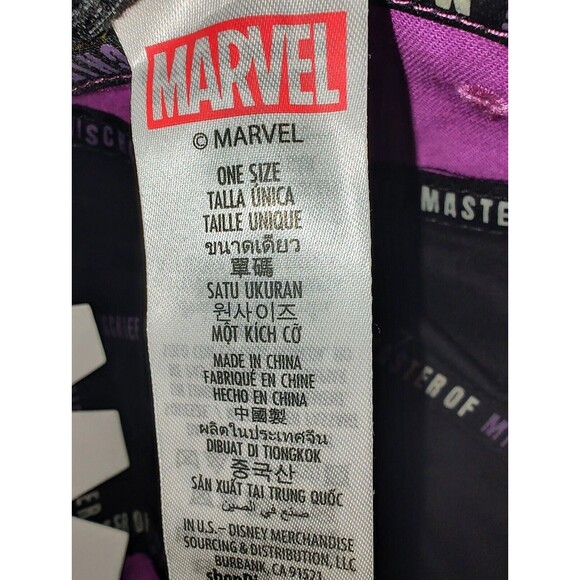 MARVEL
© MARVEL
ONE SIZE
TALLA ÚNICA
TAILLE UNIQUE
ขนาดเดียว
單碼
SATU UKURAN
원사이즈
MỘT KÍCH CỠ
MADE IN CHINA
FABRIQUÉ EN CHINE
HECHO EN CHINA
中國製
ผลิตในประเทศจีน
DIBUAT DI TIONGKOK
중국산
SẢN XUẤT TẠI TRUNG QUỐC
صنع في الصين
IN U.S.– DISNEY MERCHANDISE
SOURCING & DISTRIBUTION, LLC
BURBANK, CA 91521
MASTER
STER OF